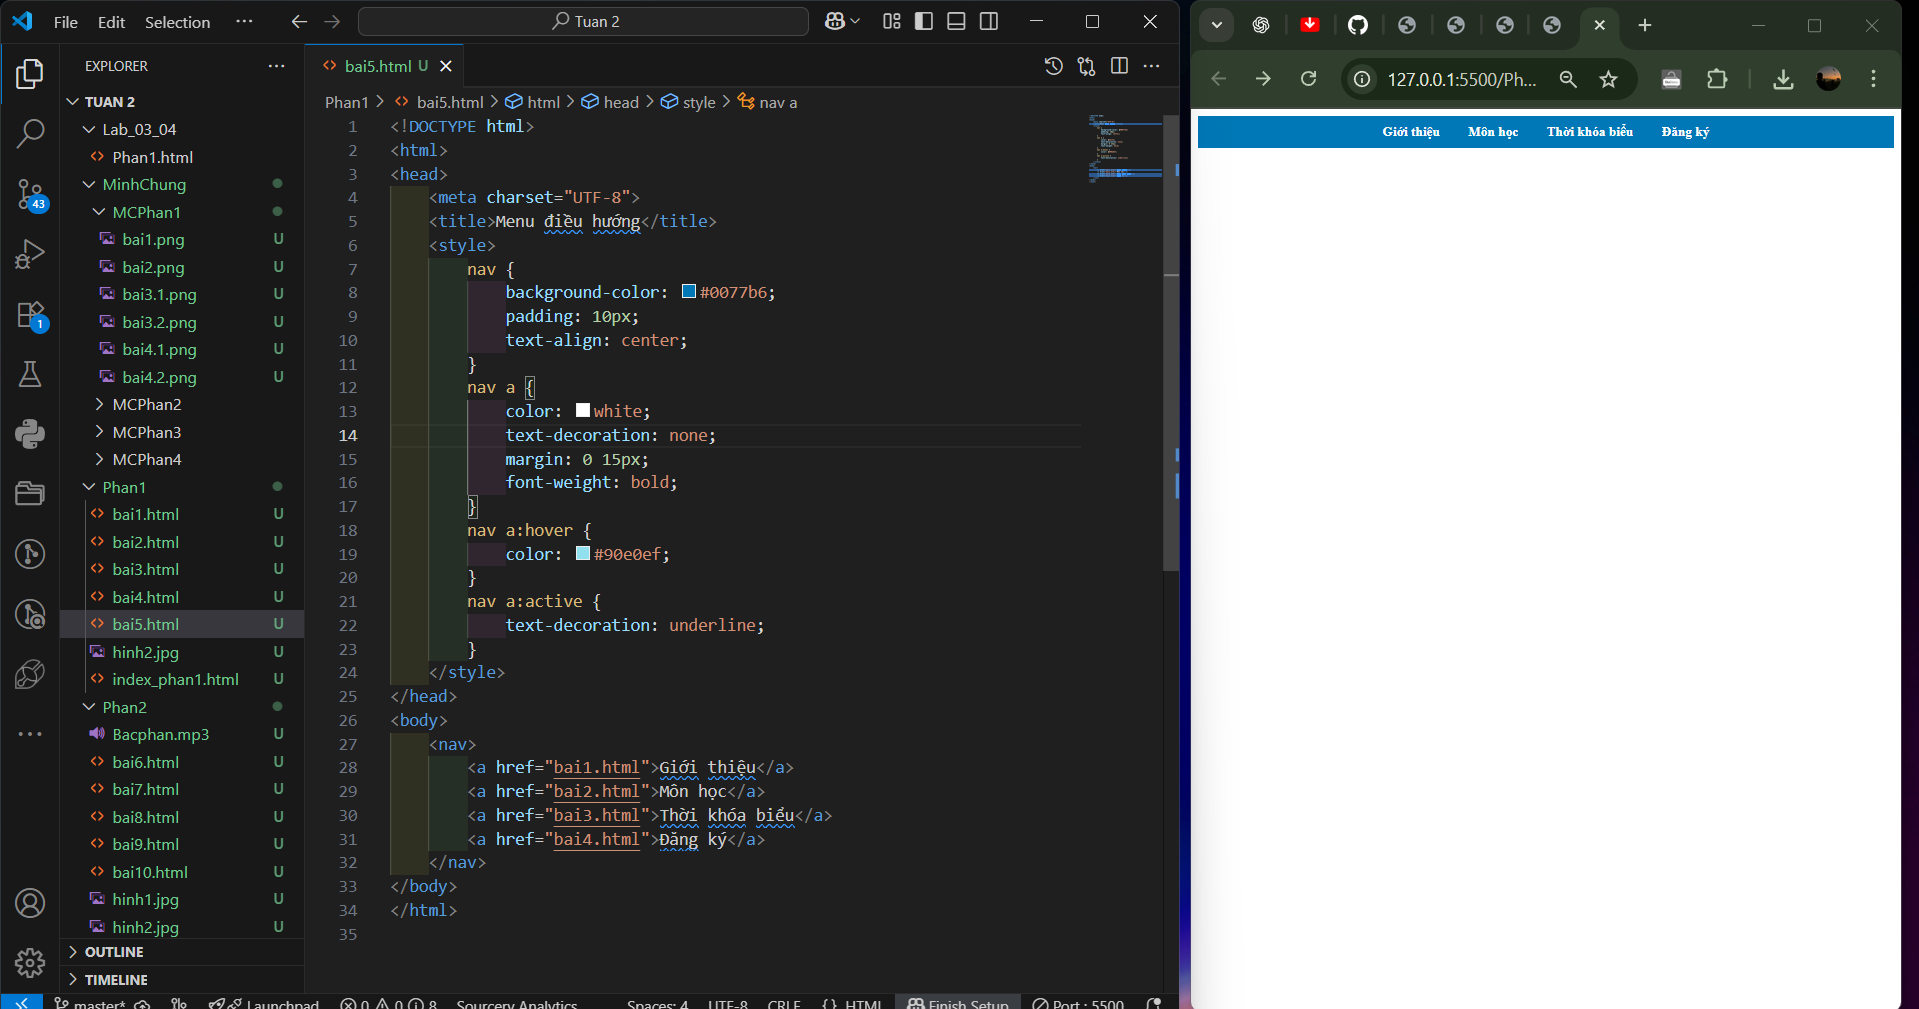 File Edit Selection ··· Tuan 2
EXPLORER ···
TUAN 2
Lab_03_04
Phan1.html
MinhChung
MCPhan1
bai1.png U
bai2.png U
bai3.1.png U
bai3.2.png U
bai4.1.png U
bai4.2.png U
MCPhan2
MCPhan3
MCPhan4
Phan1
bai1.html U
bai2.html U
bai3.html U
bai4.html U
bai5.html U
hinh2.jpg U
index_phan1.html U
Phan2
Bacphan.mp3 U
bai6.html U
bai7.html U
bai8.html U
bai9.html U
bai10.html U
hinh1.jpg U
hinh2.jpg U
OUTLINE
TIMELINE
43
1
bai5.html U
Phan1 > bai5.html > html > head > style > nav a
1 <!DOCTYPE html>
2 <html>
3 <head>
4 <meta charset="UTF-8">
5 <title>Menu điều hướng</title>
6 <style>
7 nav {
8 background-color: #0077b6;
9 padding: 10px;
10 text-align: center;
11 }
12 nav a {
13 color: white;
14 text-decoration: none;
15 margin: 0 15px;
16 font-weight: bold;
17 }
18 nav a:hover {
19 color: #90e0ef;
20 }
21 nav a:active {
22 text-decoration: underline;
23 }
24 </style>
25 </head>
26 <body>
27 <nav>
28 <a href="bai1.html">Giới thiệu</a>
29 <a href="bai2.html">Môn học</a>
30 <a href="bai3.html">Thời khóa biểu</a>
31 <a href="bai4.html">Đăng ký</a>
32 </nav>
33 </body>
34 </html>
35
master* Launchpad 0 0 8 Sourcery Analytics Spaces: 4 UTF-8 CRLF {} HTML Finish Setup Port : 5500
127.0.0.1:5500/Ph...
Giới thiệu Môn học Thời khóa biểu Đăng ký